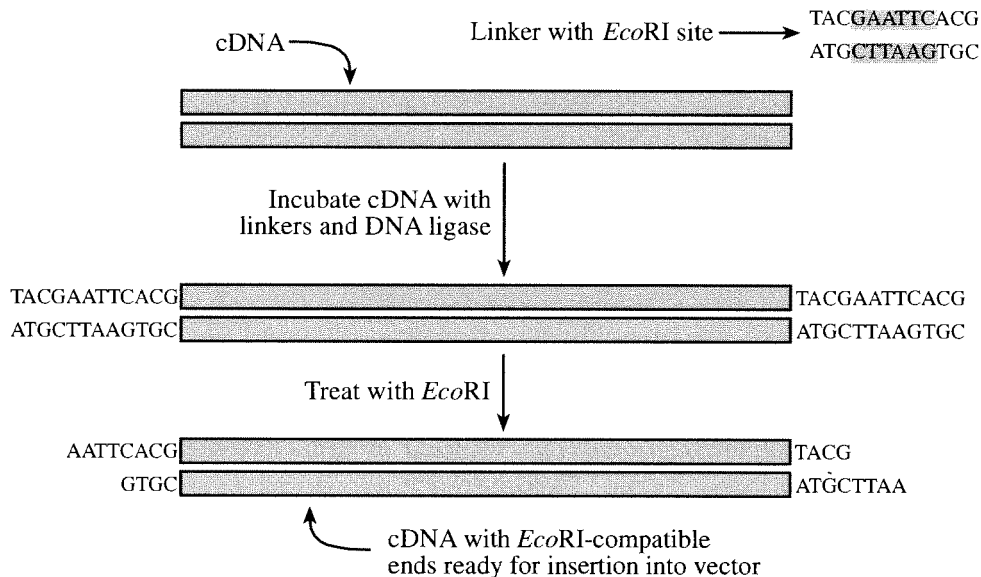 cDNA
Linker with EcoRI site
TACGAATTCACG
ATGCTTAAGTGC
Incubate cDNA with
linkers and DNA ligase
TACGAATTCACG TACGAATTCACG
ATGCTTAAGTGC ATGCTTAAGTGC
Treat with EcoRI
AATTCACG TACG
GTGC ATGCTTAA
cDNA with EcoRI-compatible
ends ready for insertion into vector